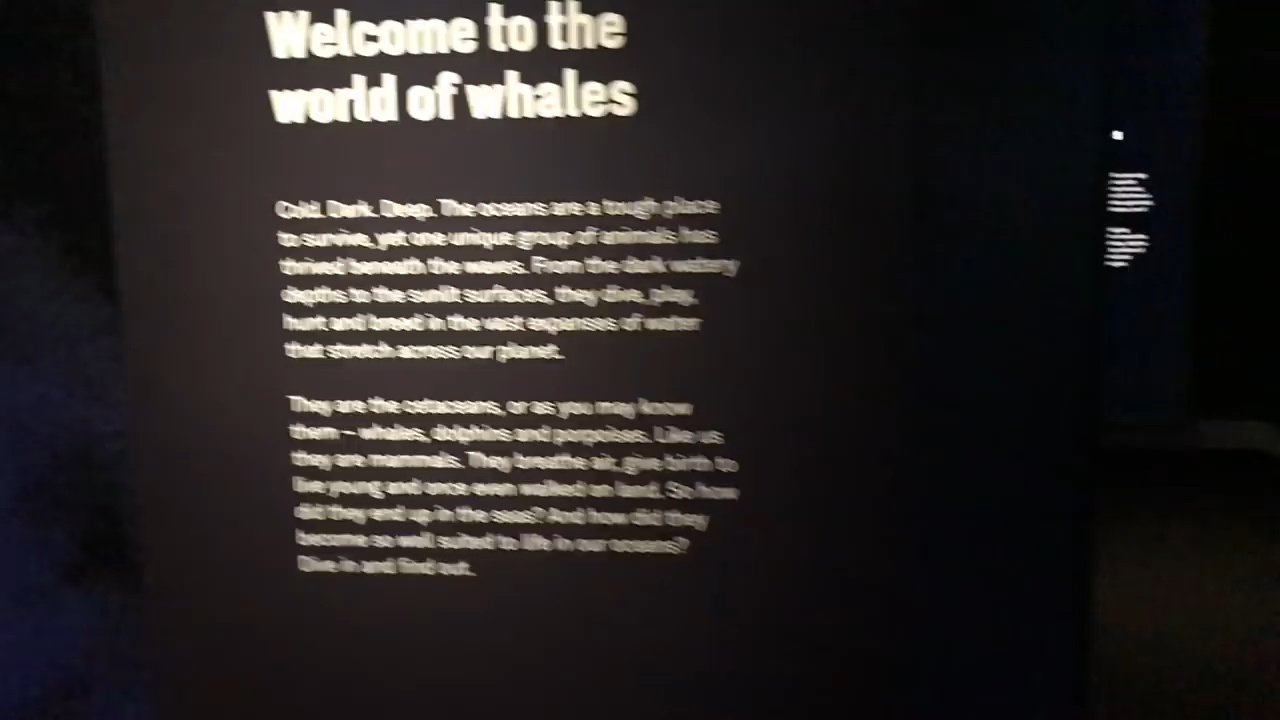 Welcome to the
world of whales
Cold. Dark. Deep. The oceans are a tough place
to survive, yet one unique group of animals has
thrived beneath the waves. From the dark watery
depths to the sunlit surfaces, they dive, play,
hunt and breed in the vast expanses of water
that stretch across our planet.
They are the cetaceans, or as you may know
them – whales, dolphins and porpoises. Like us
they are mammals. They breathe air, give birth to
live young and once even walked on land. So how
did they end up in the seas? And how did they
become so well suited to life in our oceans?
Dive in and find out.